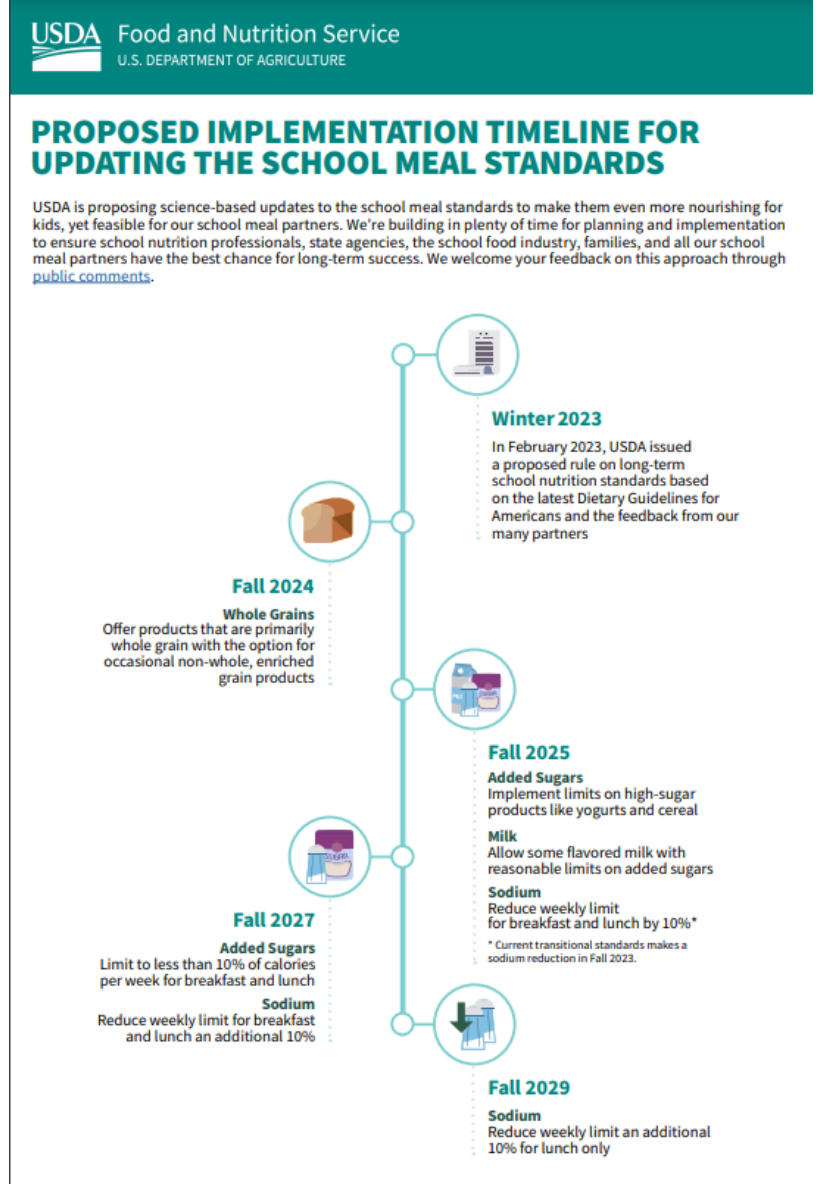 USDA Food and Nutrition Service
U.S. DEPARTMENT OF AGRICULTURE
PROPOSED IMPLEMENTATION TIMELINE FOR
UPDATING THE SCHOOL MEAL STANDARDS
USDA is proposing science-based updates to the school meal standards to make them even more nourishing for
kids, yet feasible for our school meal partners. We’re building in plenty of time for planning and implementation
to ensure school nutrition professionals, state agencies, the school food industry, families, and all our school
meal partners have the best chance for long-term success. We welcome your feedback on this approach through
public comments.
Winter 2023
In February 2023, USDA issued
a proposed rule on long-term
school nutrition standards based
on the latest Dietary Guidelines for
Americans and the feedback from our
many partners
Fall 2024
Whole Grains
Offer products that are primarily
whole grain with the option for
occasional non-whole, enriched
grain products
Fall 2025
Added Sugars
Implement limits on high-sugar
products like yogurts and cereal
Milk
Allow some flavored milk with
reasonable limits on added sugars
Sodium
Reduce weekly limit
for breakfast and lunch by 10%*
* Current transitional standards makes a
sodium reduction in Fall 2023.
Fall 2027
Added Sugars
Limit to less than 10% of calories
per week for breakfast and lunch
Sodium
Reduce weekly limit for breakfast
and lunch an additional 10%
Fall 2029
Sodium
Reduce weekly limit an additional
10% for lunch only